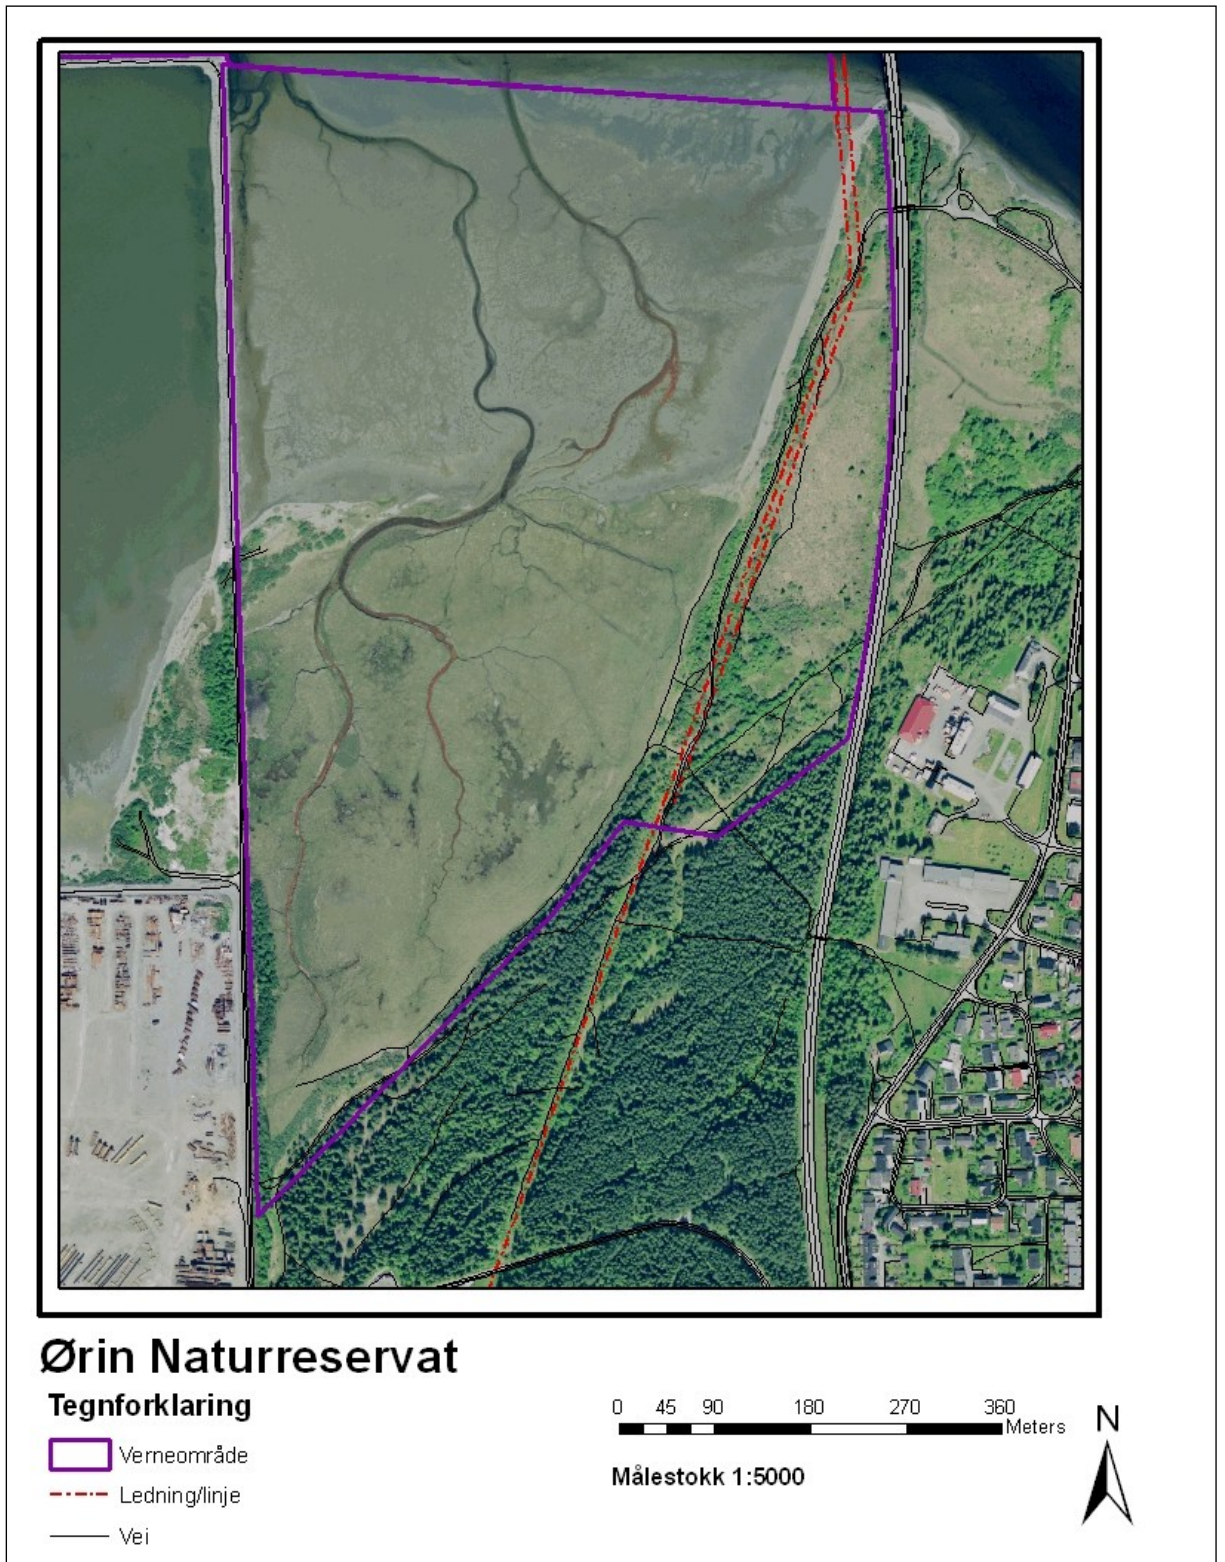 Ørin Naturreservat
Tegnforklaring
Verneområde
Ledning/linje
Vei
0 45 90 180 270 360
Meters
Målestokk 1:5000
N